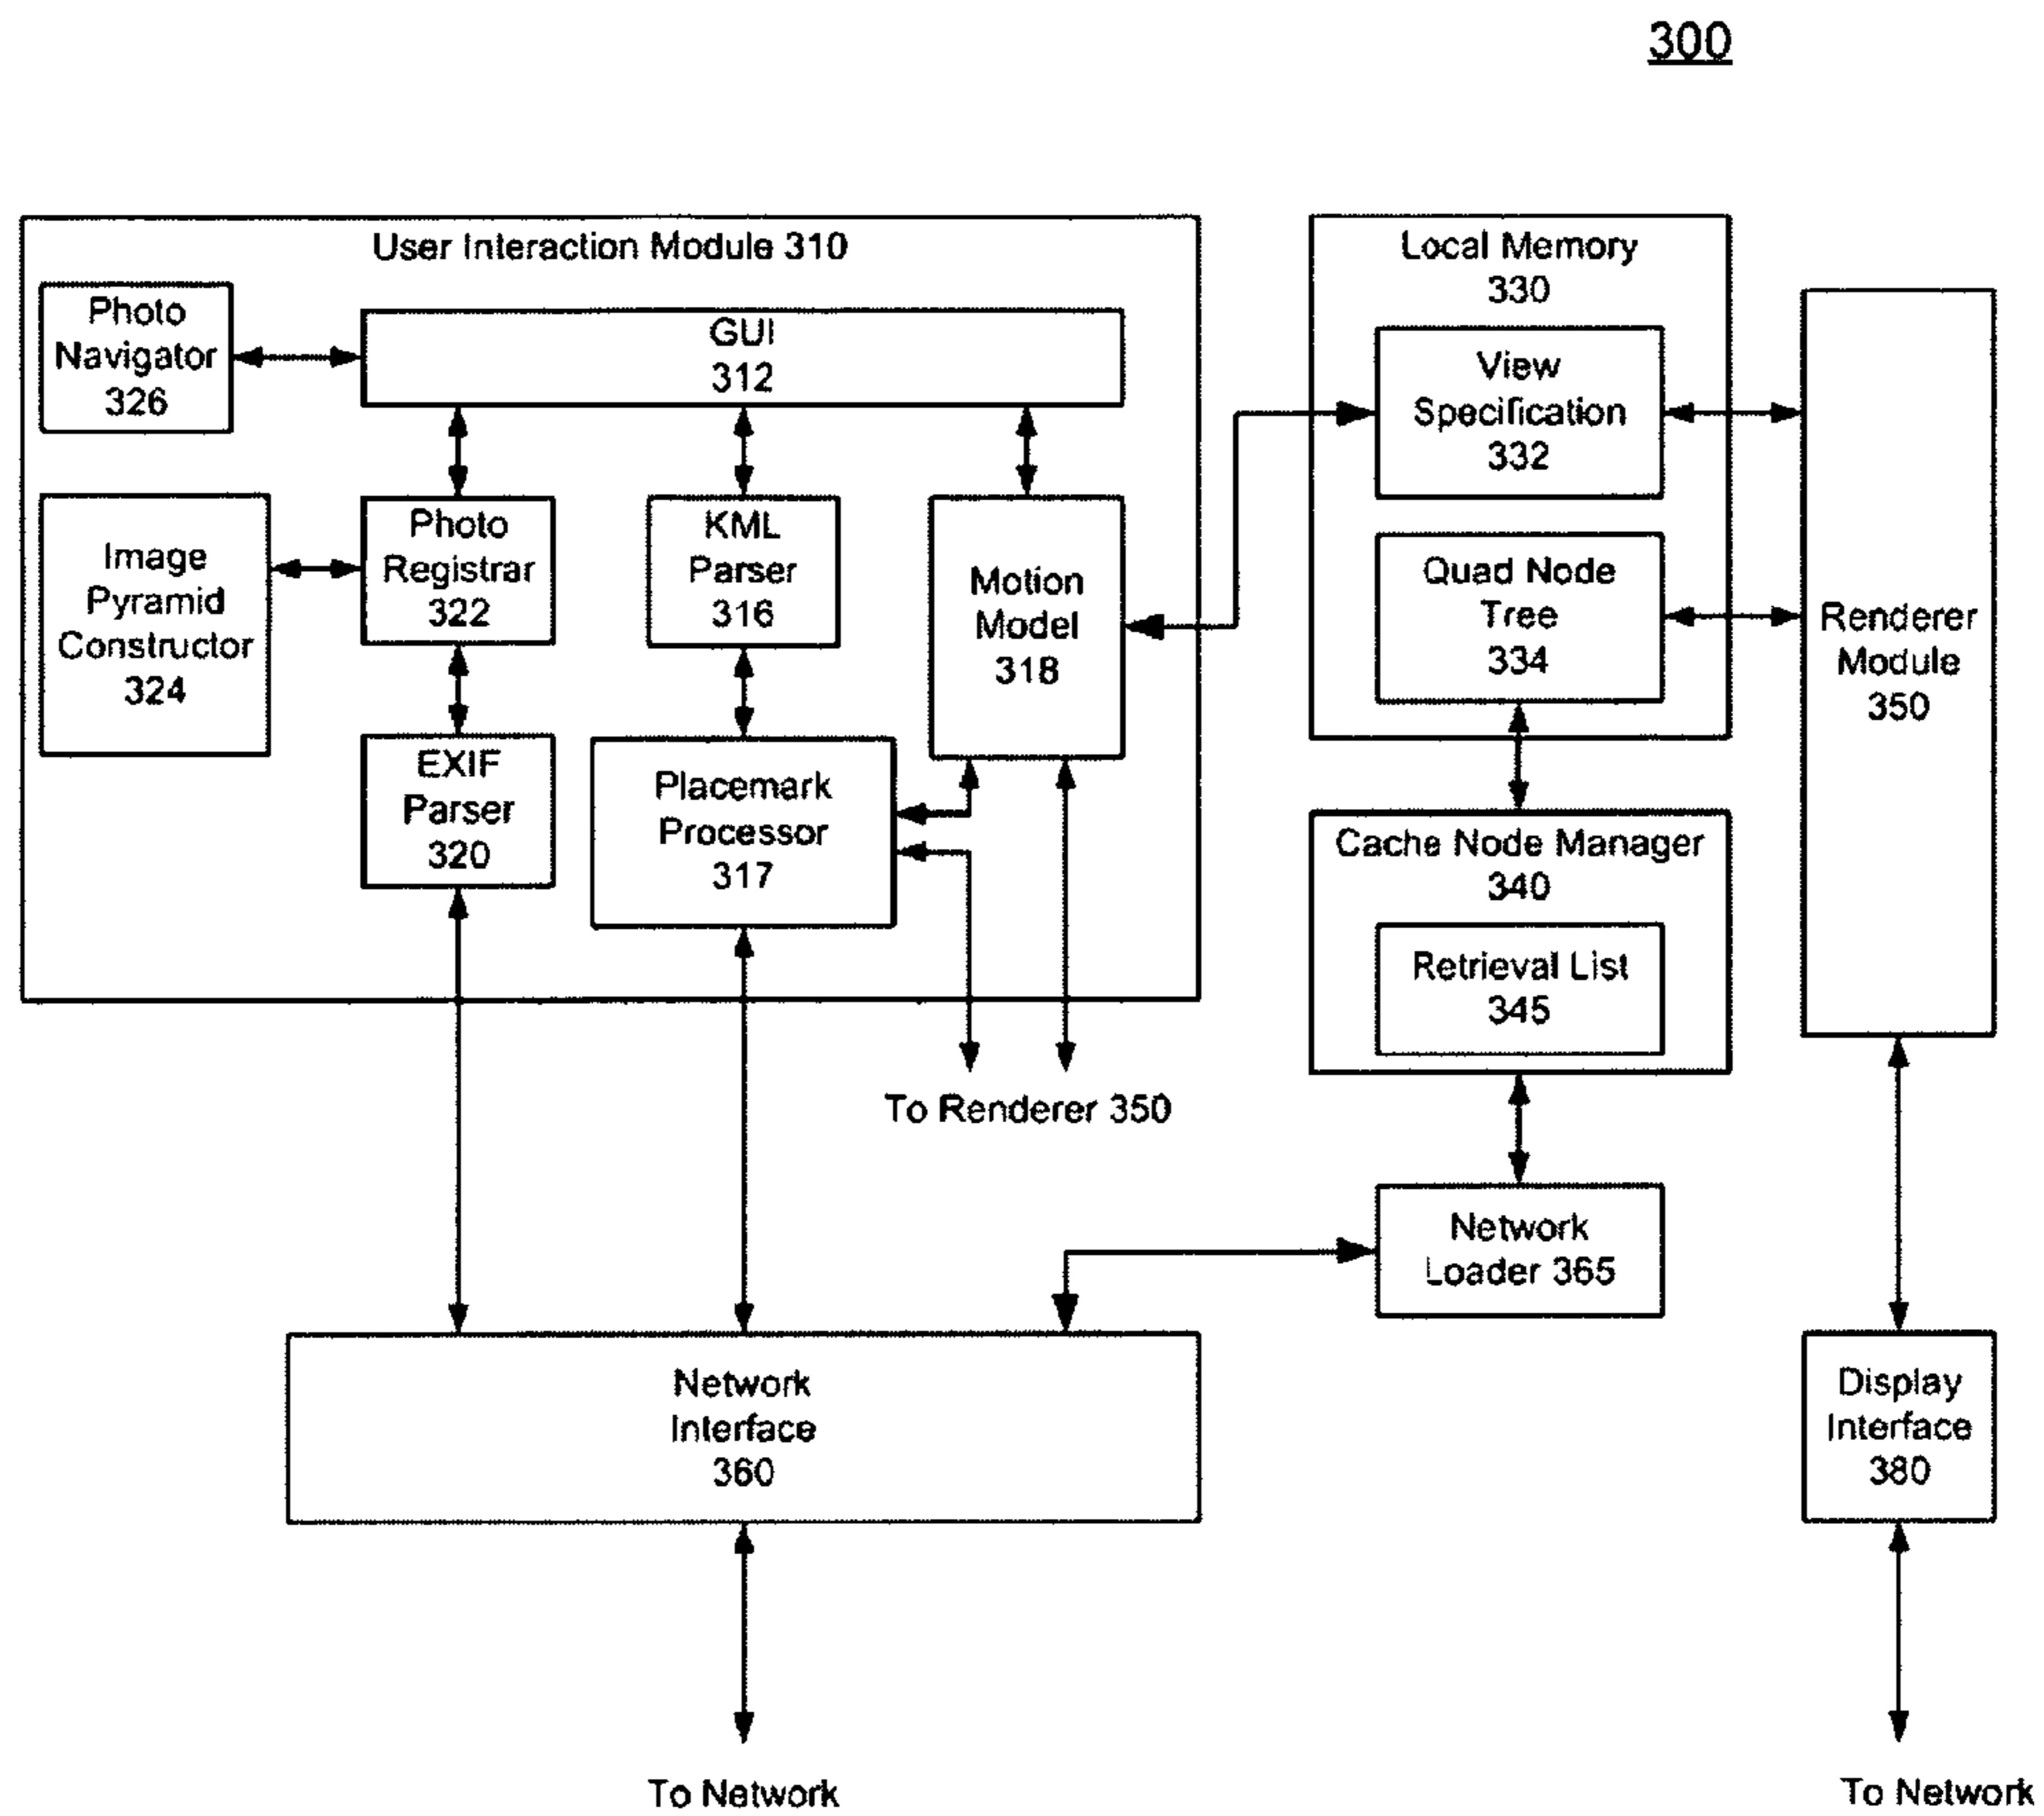 300
User Interaction Module 310
Photo
Navigator
326
GUI
312
Image
Pyramid
Constructor
324
Photo
Registrar
322
KML
Parser
316
Motion
Model
318
EXIF
Parser
320
Placemark
Processor
317
To Renderer 350
Local Memory
330
View
Specification
332
Quad Node
Tree
334
Cache Node Manager
340
Retrieval List
345
Renderer
Module
350
Network
Loader 365
Network
Interface
360
Display
Interface
380
To Network
To Network